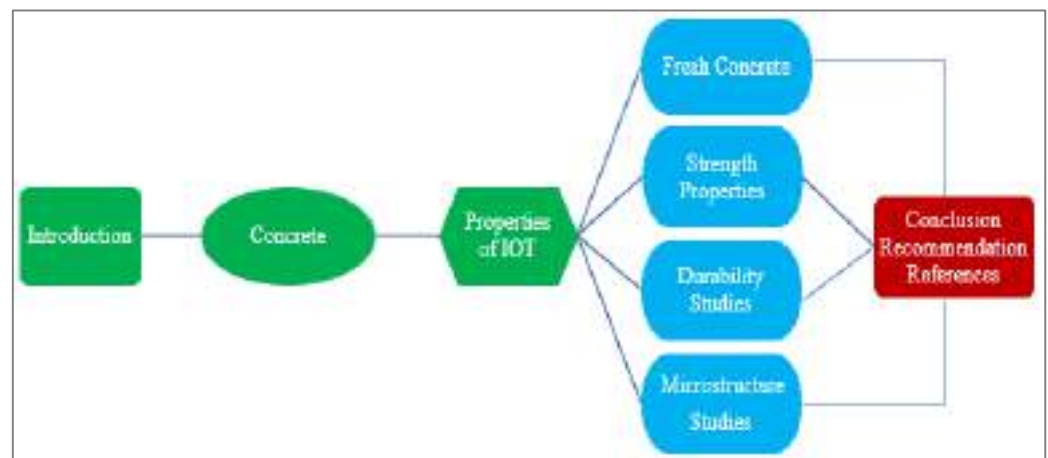 Introduction
Concrete
Properties
of IOT
Fresh Concrete
Strength
Properties
Durability
Studies
Microstructure
Studies
Conclusion
Recommendation
References